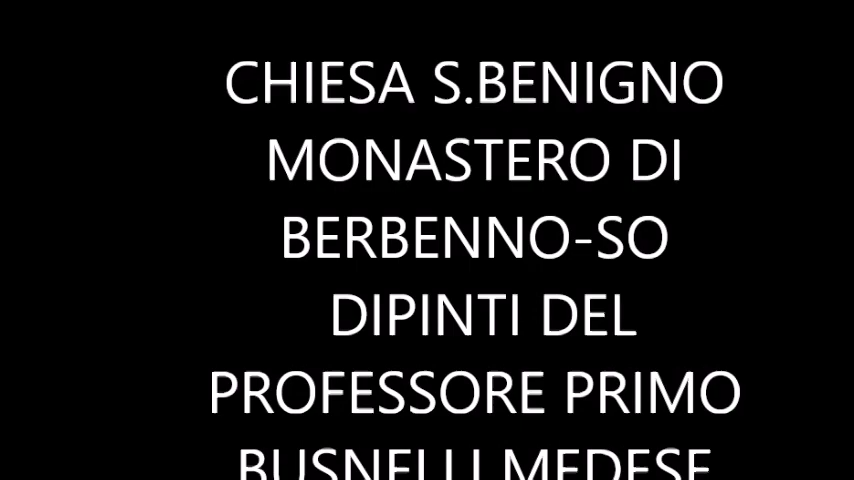 CHIESA S.BENIGNO
MONASTERO DI
BERBENNO-SO
DIPINTI DEL
PROFESSORE PRIMO
BUSNELLI MEDESE